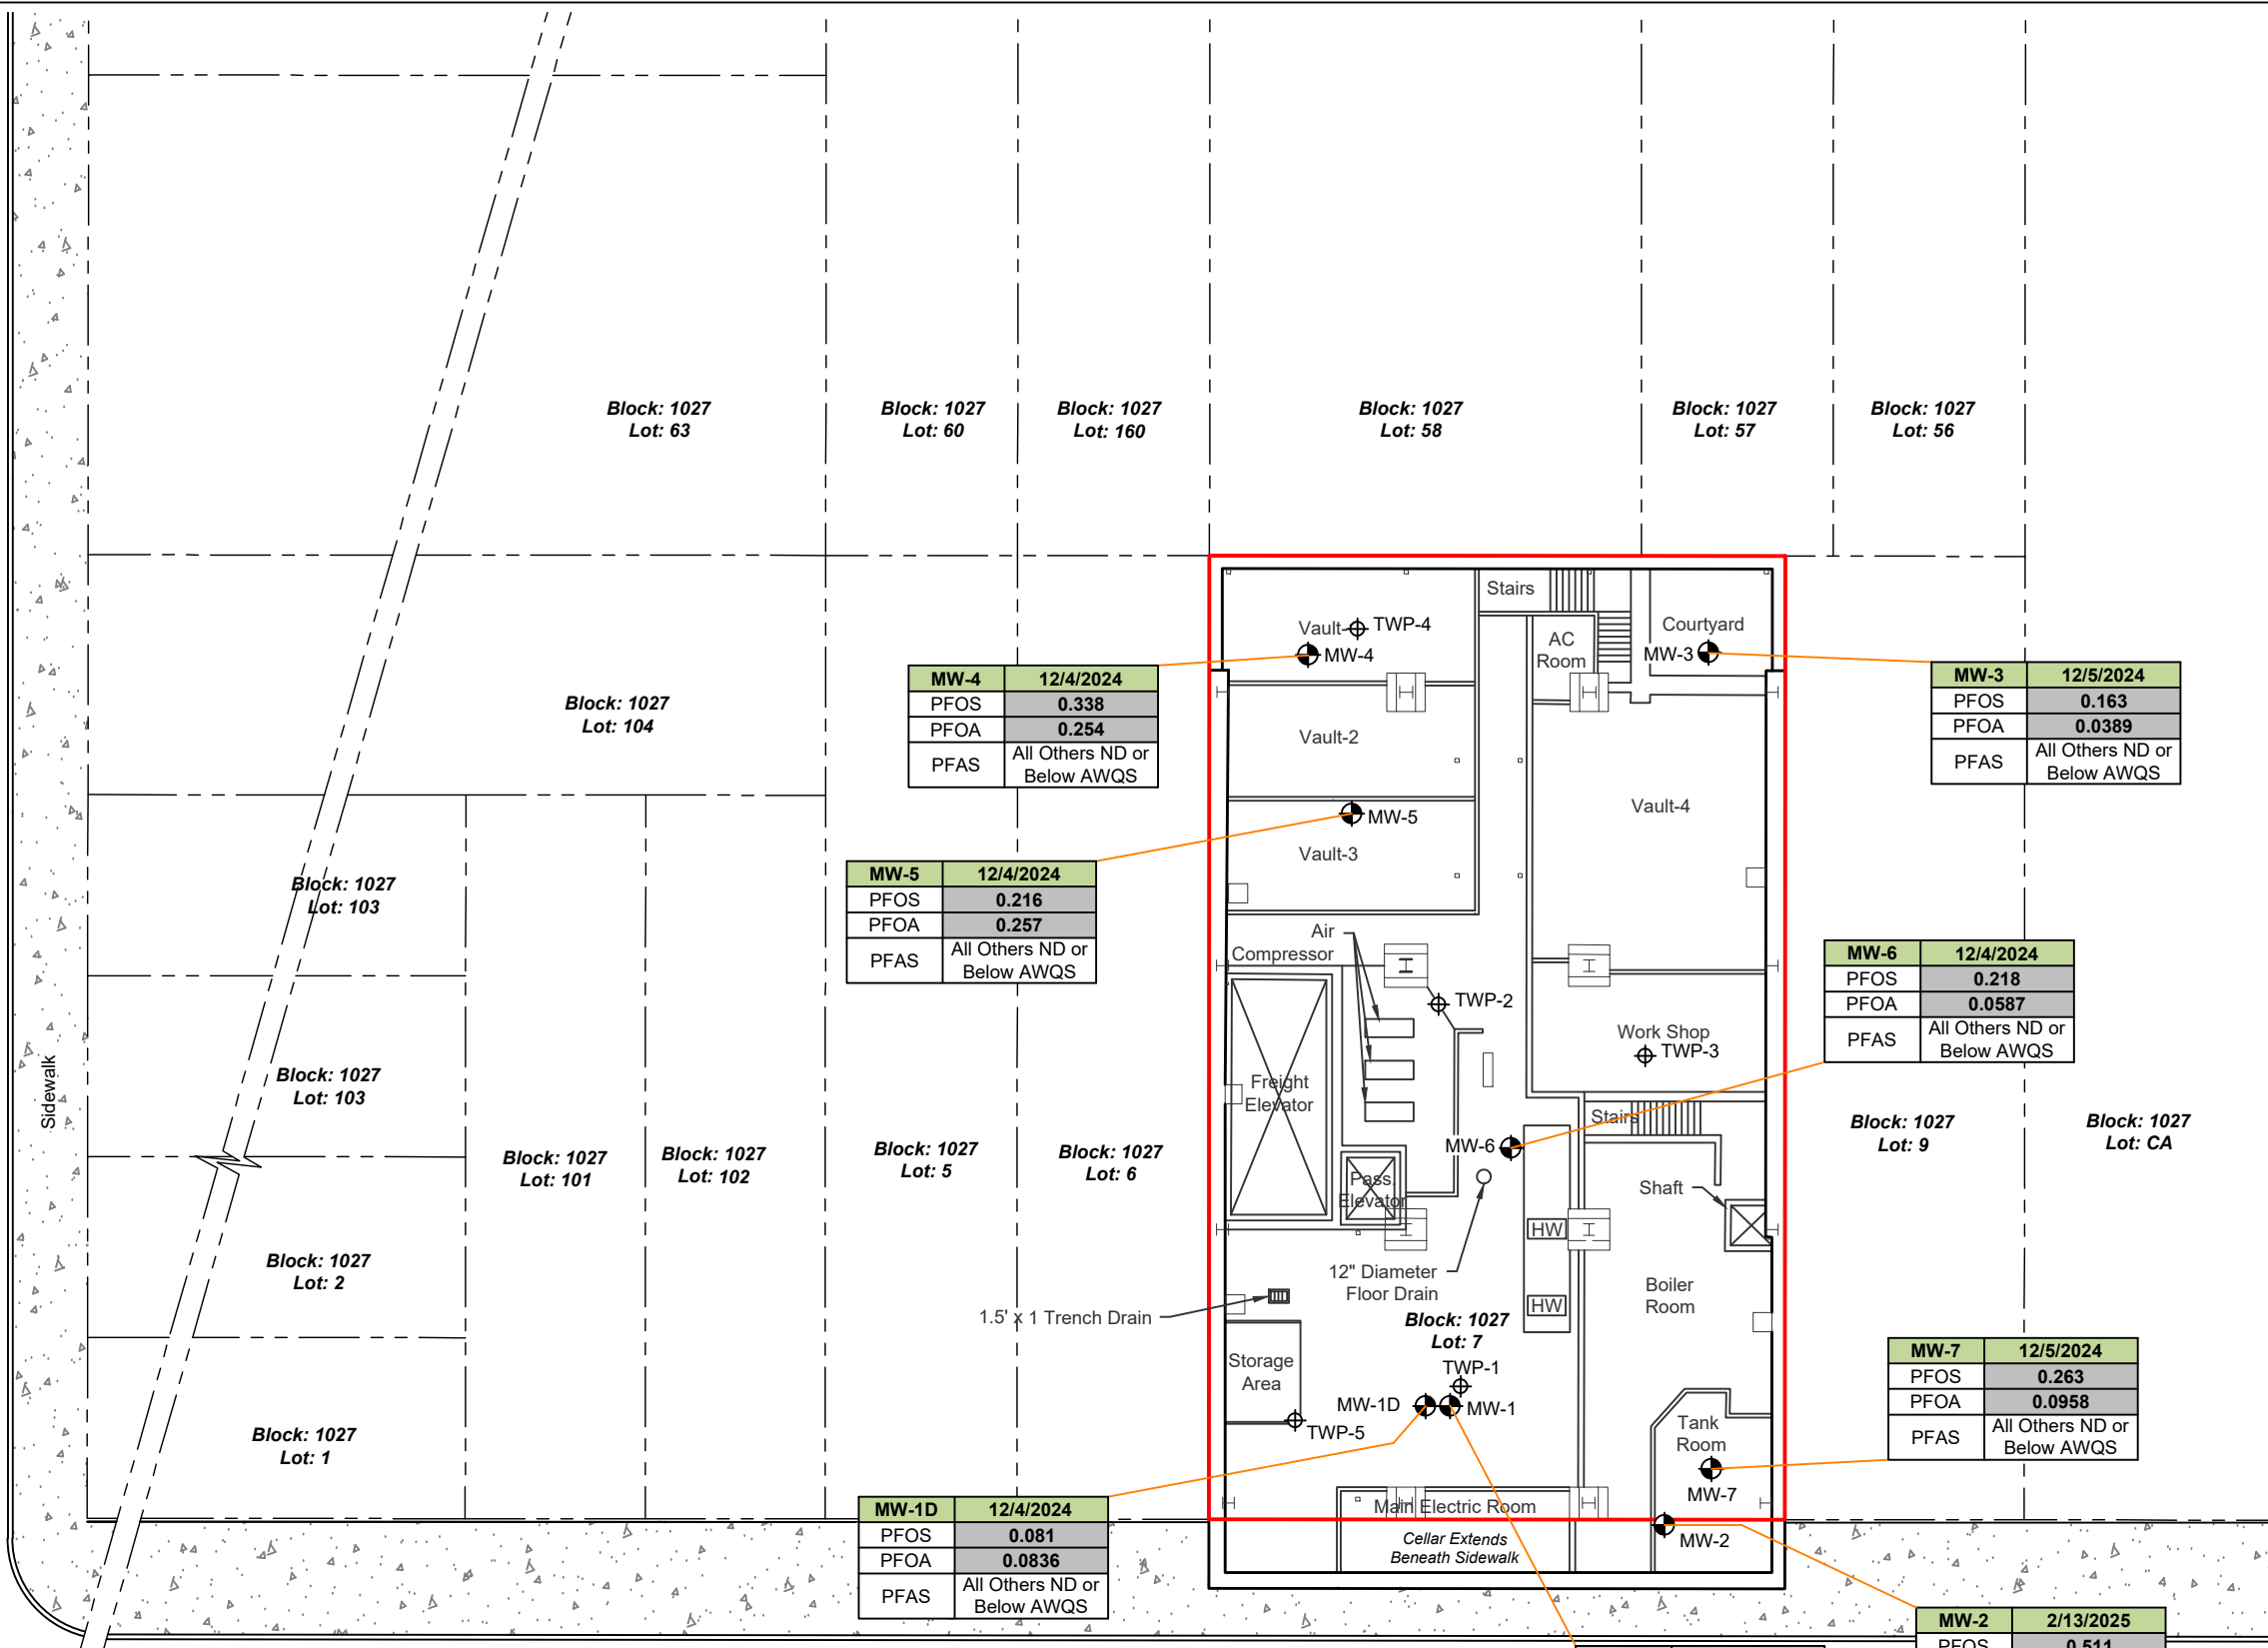 Block: 1027
Lot: 63
Block: 1027
Lot: 60
Block: 1027
Lot: 160
Block: 1027
Lot: 58
Block: 1027
Lot: 57
Block: 1027
Lot: 56
Stairs
Vault-
TWP-4
MW-4
AC
Room
Courtyard
MW-3
MW-4 12/4/2024
PFOS 0.338
PFOA 0.254
PFAS All Others ND or
Below AWQS
MW-3 12/5/2024
PFOS 0.163
PFOA 0.0389
PFAS All Others ND or
Below AWQS
Block: 1027
Lot: 104
Vault-2
Vault-4
MW-5
Vault-3
MW-5 12/4/2024
PFOS 0.216
PFOA 0.257
PFAS All Others ND or
Below AWQS
Block: 1027
Lot: 103
Air
Compressor
MW-6 12/4/2024
PFOS 0.218
PFOA 0.0587
PFAS All Others ND or
Below AWQS
TWP-2
Work Shop
TWP-3
Sidewalk
Block: 1027
Lot: 103
Freight
Elevator
Stairs
MW-6
Block: 1027
Lot: 101
Block: 1027
Lot: 102
Block: 1027
Lot: 5
Block: 1027
Lot: 6
Block: 1027
Lot: 9
Block: 1027
Lot: CA
Pass.
Elevator
Shaft
HW
Block: 1027
Lot: 2
12" Diameter
Floor Drain
Boiler
Room
HW
1.5' x 1 Trench Drain
Block: 1027
Lot: 7
Storage
Area
TWP-1
MW-1D
MW-1
TWP-5
Tank
Room
MW-7 12/5/2024
PFOS 0.263
PFOA 0.0958
PFAS All Others ND or
Below AWQS
Block: 1027
Lot: 1
MW-7
Main Electric Room
MW-1D 12/4/2024
PFOS 0.081
PFOA 0.0836
PFAS All Others ND or
Below AWQS
Cellar Extends
Beneath Sidewalk
MW-2
MW-2 2/13/2025
PFOS 0.511